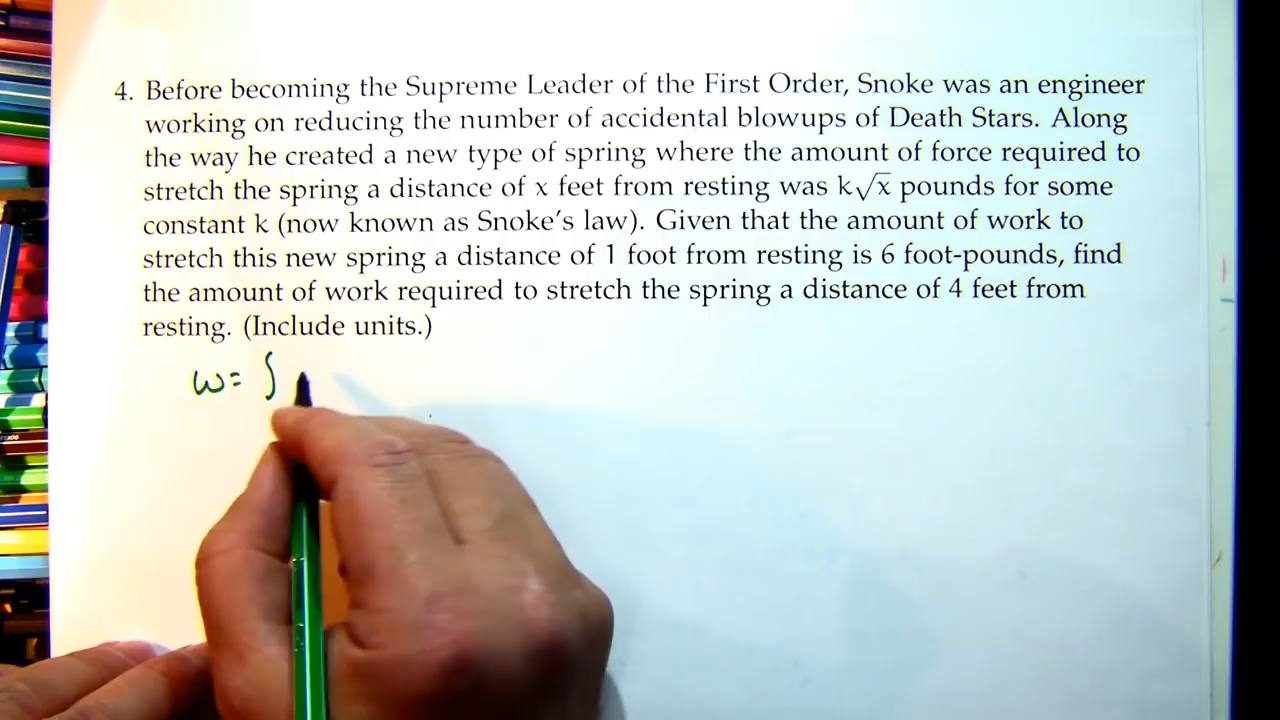 4. Before becoming the Supreme Leader of the First Order, Snoke was an engineer
working on reducing the number of accidental blowups of Death Stars. Along
the way he created a new type of spring where the amount of force required to
stretch the spring a distance of x feet from resting was k√x pounds for some
constant k (now known as Snoke's law). Given that the amount of work to
stretch this new spring a distance of 1 foot from resting is 6 foot-pounds, find
the amount of work required to stretch the spring a distance of 4 feet from
resting. (Include units.)
W = ∫